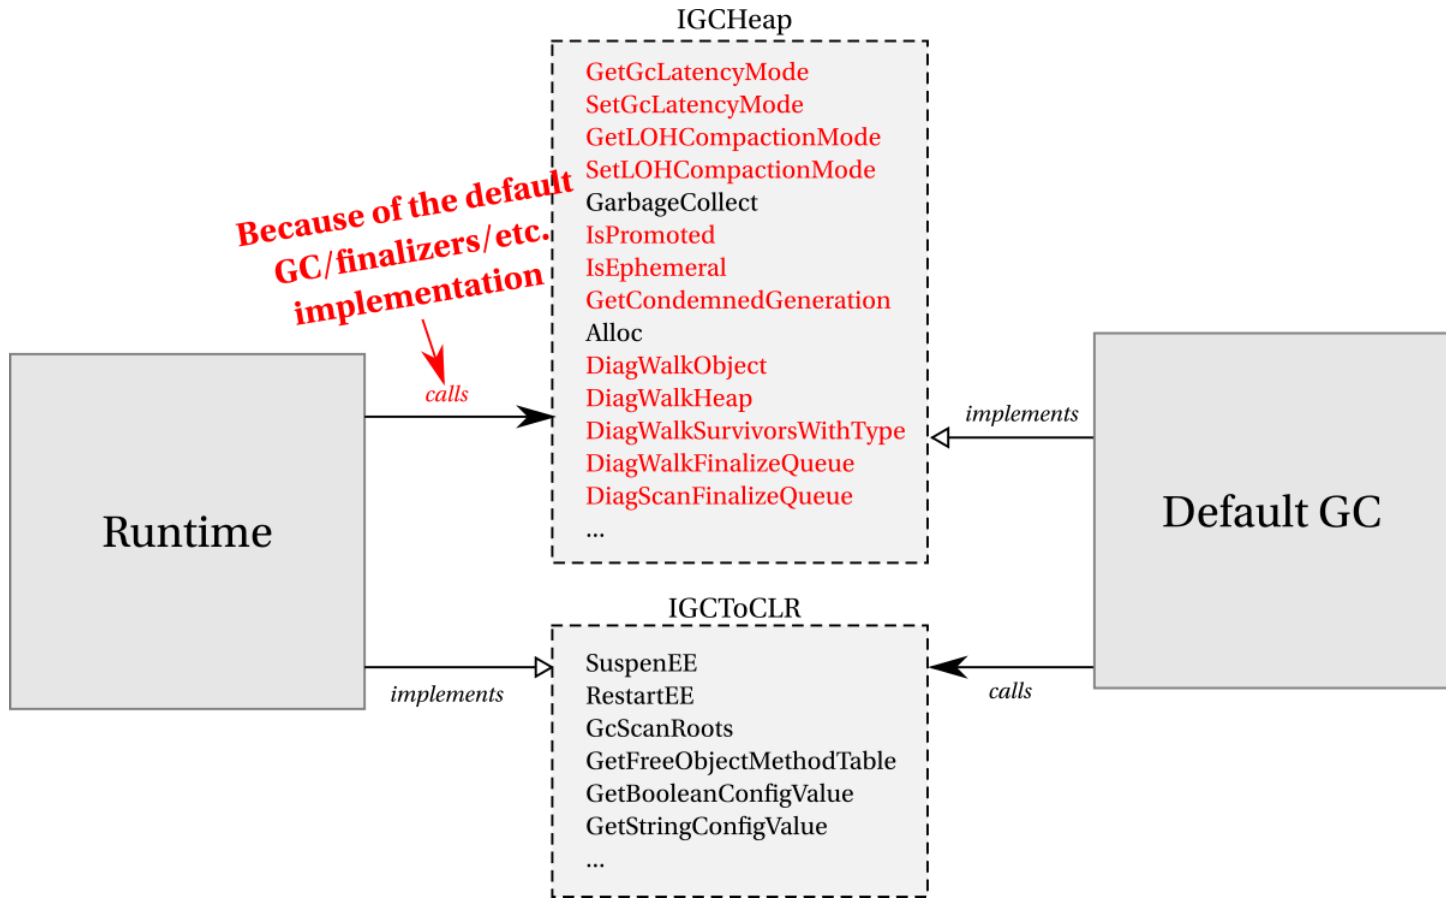 IGCHeap
GetGcLatencyMode
SetGcLatencyMode
GetLOHCompactionMode
SetLOHCompactionMode
GarbageCollect
IsPromoted
IsEphemeral
GetCondemnedGeneration
Alloc
DiagWalkObject
DiagWalkHeap
DiagWalkSurvivorsWithType
DiagWalkFinalizeQueue
DiagScanFinalizeQueue
...
Because of the default
GC/finalizers/etc.
implementation
calls
implements
Runtime
Default GC
IGCToCLR
SuspenEE
RestartEE
GcScanRoots
GetFreeObjectMethodTable
GetBooleanConfigValue
GetStringConfigValue
...
implements
calls